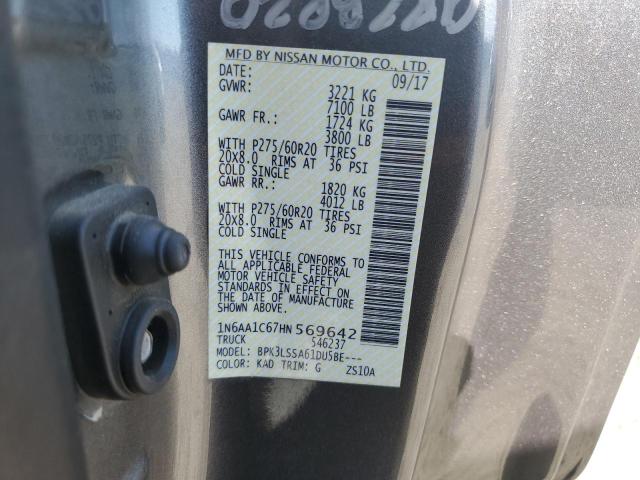 MFD BY NISSAN MOTOR CO., LTD.
DATE: 09/17
GVWR: 3221 KG
7100 LB
GAWR FR.: 1724 KG
3800 LB
WITH P275/60R20 TIRES
20x8.0 RIMS AT 36 PSI
COLD SINGLE
GAWR RR.: 1820 KG
4012 LB
WITH P275/60R20 TIRES
20x8.0 RIMS AT 36 PSI
COLD SINGLE
THIS VEHICLE CONFORMS TO
ALL APPLICABLE FEDERAL
MOTOR VEHICLE SAFETY
STANDARDS IN EFFECT ON
THE DATE OF MANUFACTURE
SHOWN ABOVE.
1N6AA1C67HN569642
TRUCK 546237
MODEL: BPK3LSSA61DU5BE---
COLOR: KAD TRIM: G ZS10A